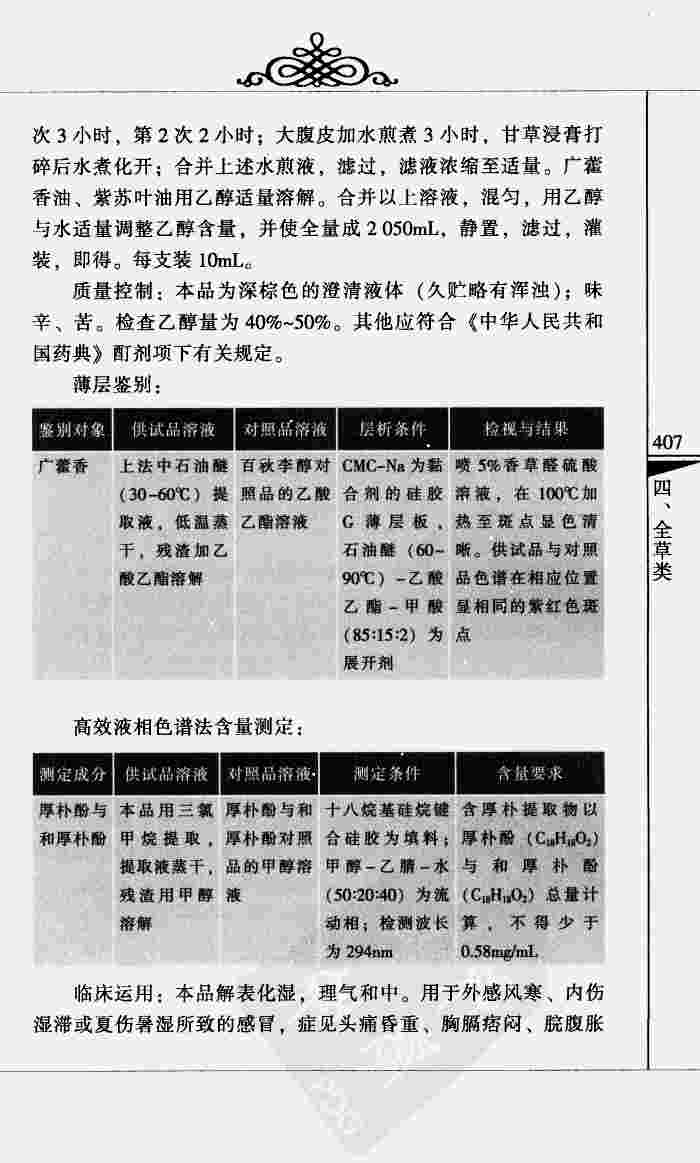 次3小时，第2次2小时；大腹皮加水煎煮3小时，甘草浸膏打
碎后水煮化开；合并上述水煎液，滤过，滤液浓缩至适量。广藿
香油、紫苏叶油用乙醇适量溶解。合并以上溶液，混匀，用乙醇
与水适量调整乙醇含量，并使全量成2 050mL，静置，滤过，灌
装，即得。每支装10mL。
质量控制：本品为深棕色的澄清液体（久贮略有浑浊）；味
辛、苦。检查乙醇量为40%~50%。其他应符合《中华人民共和
国药典》酊剂项下有关规定。
薄层鉴别：
鉴别对象 供试品溶液 对照品溶液 层析条件 检视与结果
广藿香 上法中石油醚 百秋李醇对 CMC-Na为黏 喷5%香草醛硫酸
（30-60℃）提 照品的乙酸 合剂的硅胶 溶液，在100℃加
取液，低温蒸 乙酯溶液 G薄层板， 热至斑点显色清
干，残渣加乙 石油醚（60- 晰。供试品与对照
酸乙酯溶解 90℃）-乙酸 品色谱在相应位置
乙酯-甲酸 显相同的紫红色斑
（85:15:2）为 点
展开剂
高效液相色谱法含量测定：
测定成分 供试品溶液 对照品溶液 测定条件 含量要求
厚朴酚与 本品用三氯 厚朴酚与和 十八烷基硅烷键 含厚朴提取物以
和厚朴酚 甲烷提取， 厚朴酚对照 合硅胶为填料； 厚朴酚（C18H18O2）
提取液蒸干， 品的甲醇溶 甲醇-乙腈-水 与和厚朴酚
残渣用甲醇 液 （50:20:40）为流 （C18H18O2）总量计
溶解 动相；检测波长 算，不得少于
为294nm 0.58mg/mL
临床运用：本品解表化湿，理气和中。用于外感风寒、内伤
湿滞或夏伤暑湿所致的感冒，症见头痛昏重、胸膈痞闷、脘腹胀
407
四、全草类